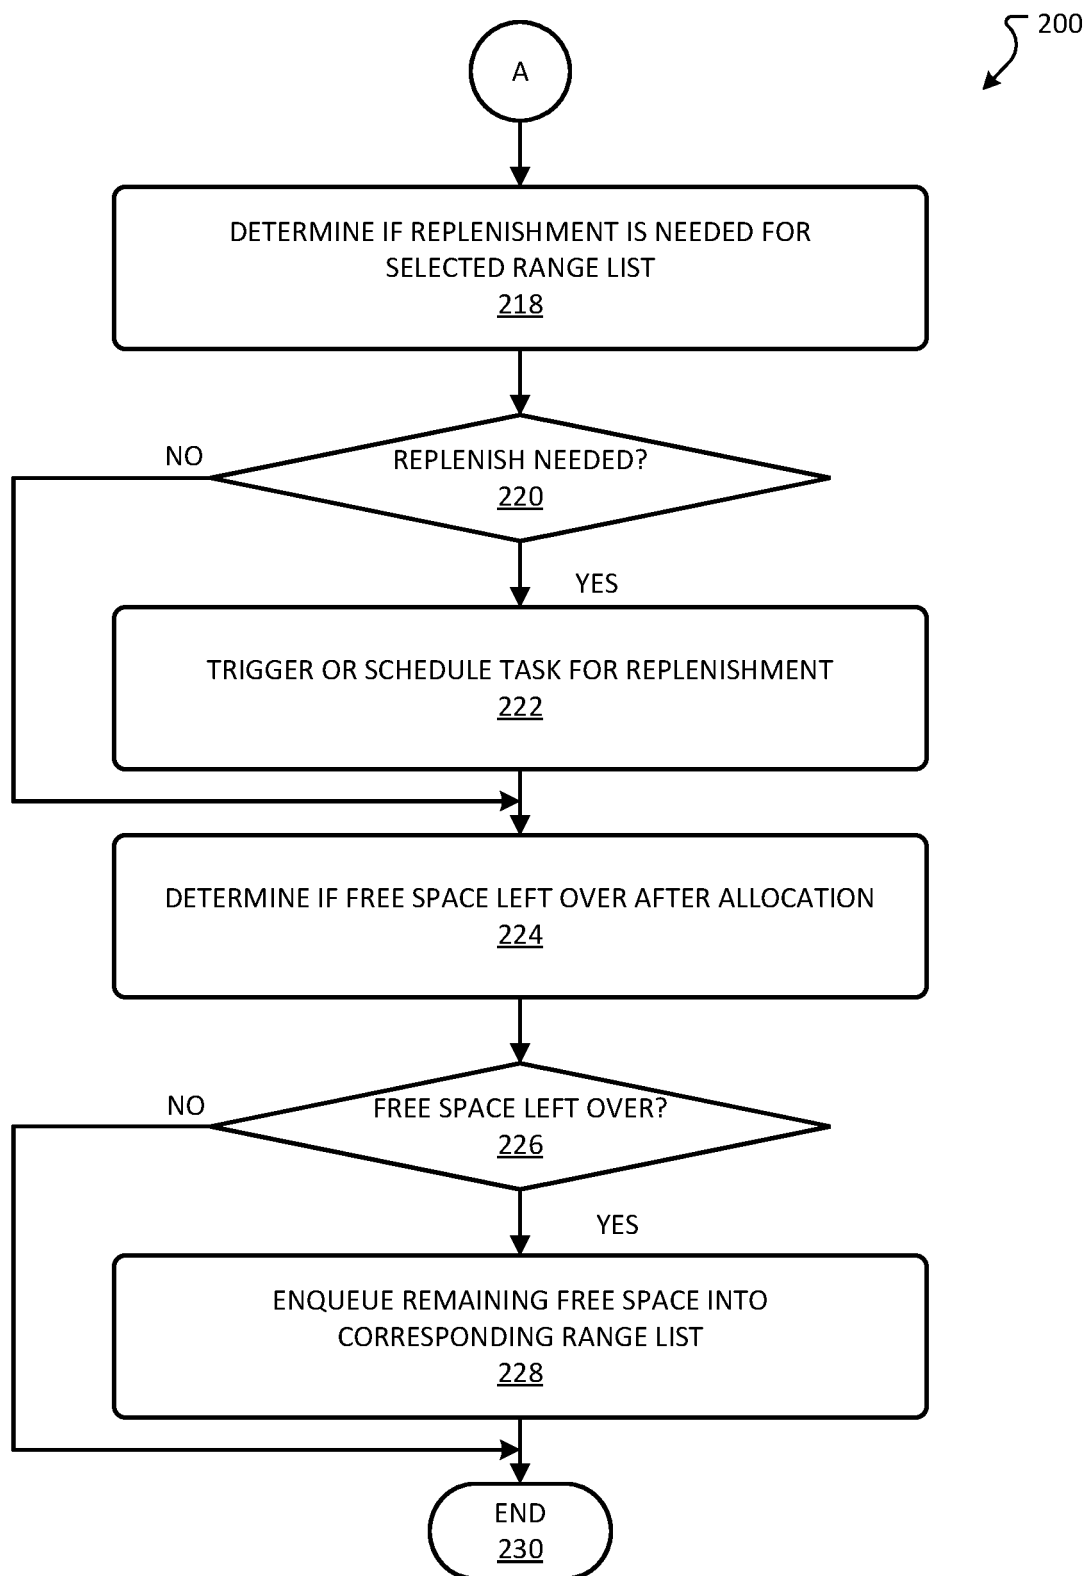 200
A
DETERMINE IF REPLENISHMENT IS NEEDED FOR
SELECTED RANGE LIST
218
NO
REPLENISH NEEDED?
220
YES
TRIGGER OR SCHEDULE TASK FOR REPLENISHMENT
222
DETERMINE IF FREE SPACE LEFT OVER AFTER ALLOCATION
224
NO
FREE SPACE LEFT OVER?
226
YES
ENQUEUE REMAINING FREE SPACE INTO
CORRESPONDING RANGE LIST
228
END
230